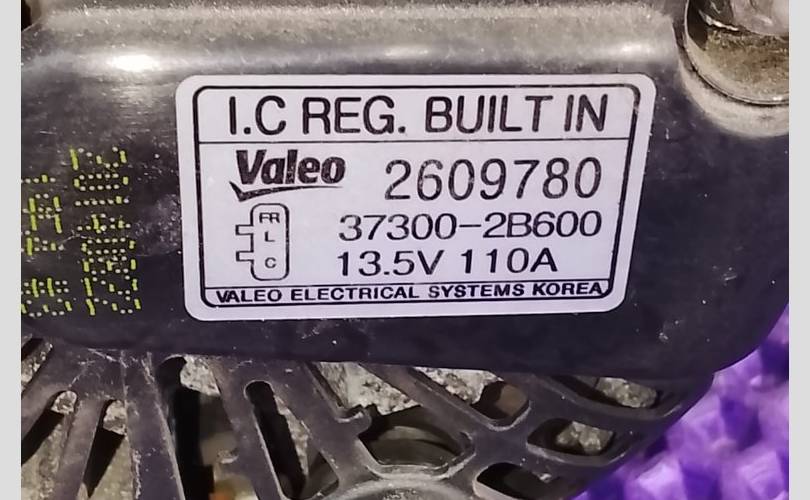 I.C REG. BUILT IN
Valeo 2609780
FR
L
C
37300-2B600
13.5V 110A
VALEO ELECTRICAL SYSTEMS KOREA